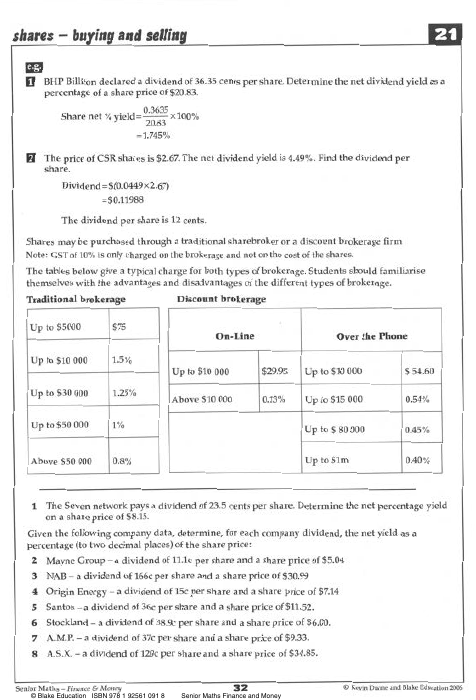 shares – buying and selling
21
e.g.
1 BHP Billiton declared a dividend of 36.35 cents per share. Determine the net dividend yield as a
percentage of a share price of $20.83.
Share net % yield= 0.3635/20.83 ×100%
=1.745%
2 The price of CSR shares is $2.67. The net dividend yield is 4.49%. Find the dividend per
share.
Dividend=$(0.0449×2.67)
=$0.11988
The dividend per share is 12 cents.
Shares may be purchased through a traditional sharebroker or a discount brokerage firm
Note: GST of 10% is only charged on the brokerage and not on the cost of the shares.
The tables below give a typical charge for both types of brokerage. Students should familiarise
themselves with the advantages and disadvantages of the different types of brokerage.
Traditional brokerage
Up to $5000 $75
Up to $10 000 1.5%
Up to $30 000 1.25%
Up to $50 000 1%
Above $50 000 0.8%
Discount brokerage
On-Line Over the Phone
Up to $10 000 $29.95 Up to $10 000 $54.60
Above $10 000 0.13% Up to $15 000 0.54%
Up to $ 80 000 0.45%
Up to $1m 0.40%
1 The Seven network pays a dividend of 23.5 cents per share. Determine the net percentage yield
on a share price of $8.15.
Given the following company data, determine, for each company dividend, the net yield as a
percentage (to two decimal places) of the share price:
2 Mayne Group – a dividend of 11.1c per share and a share price of $5.04
3 NAB – a dividend of 166c per share and a share price of $30.99
4 Origin Energy – a dividend of 15c per share and a share price of $7.14
5 Santos – a dividend of 36c per share and a share price of $11.52.
6 Stockland – a dividend of 38.9c per share and a share price of $6.00.
7 A.M.P. – a dividend of 37c per share and a share price of $9.33.
8 A.S.X. – a dividend of 129c per share and a share price of $34.85.
Senior Maths – Finance & Money
32
© Kevin Dunne and Blake Education 2006
© Blake Education ISBN 978 1 92561 091 8 Senior Maths Finance and Money